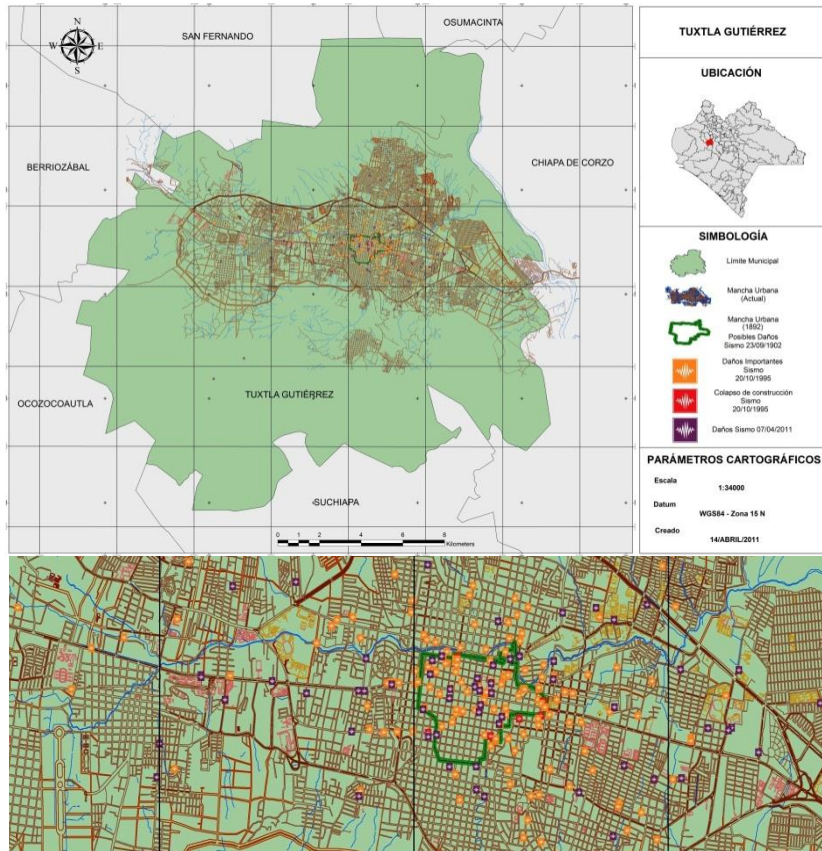 N
W E
S
SAN FERNANDO
OSUMACINTA
BERRIOZÁBAL
CHIAPA DE CORZO
OCOZOCOAUTLA
TUXTLA GUTIÉRREZ
SUCHIAPA
0 1 2 4 6 8
Kilometers
TUXTLA GUTIÉRREZ
UBICACIÓN
SIMBOLOGÍA
Límite Municipal
Mancha Urbana
(Actual)
Mancha Urbana
(1892)
Posibles Daños
Sismo 23/09/1902
Daños Importantes
Sismo
20/10/1995
Colapso de construcción
Sismo
20/10/1995
Daños Sismo 07/04/2011
PARÁMETROS CARTOGRÁFICOS
Escala
1:34000
Datum
WGS84 - Zona 15 N
Creado
14/ABRIL/2011